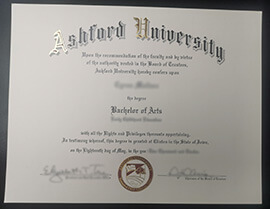 Ashford University
Upon the recommendation of the faculty and by virtue
of the authority vested in the Board of Trustees,
Ashford University hereby confers upon
the degree
Bachelor of Arts
with all the Rights and Privileges thereunto appertaining.
In testimony whereof, this degree is granted at Clinton in the State of Iowa
on the Eighteenth day of May, in the year